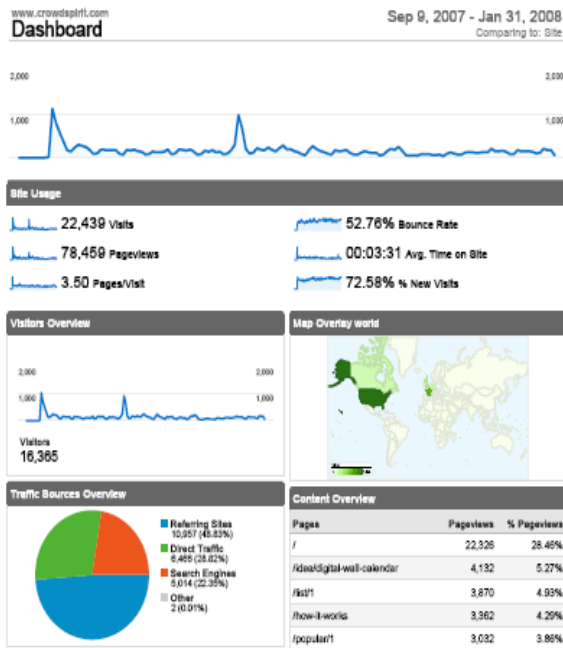 www.crowdspirit.com
Dashboard
Sep 9, 2007 - Jan 31, 2008
Comparing to: Site
2,000 2,000
1,000 1,000
Site Usage
22,439 Visits
52.76% Bounce Rate
78,459 Pageviews
00:03:31 Avg. Time on Site
3.50 Pages/Visit
72.58% % New Visits
Visitors Overview
2,000 2,000
1,000 1,000
Visitors
16,365
Map Overlay world
Traffic Sources Overview
Referring Sites
10,957 (48.83%)
Direct Traffic
6,466 (28.82%)
Search Engines
5,014 (22.35%)
Other
2 (0.01%)
Content Overview
Pages Pageviews % Pageviews
/ 22,326 28.46%
/idea/digital-wall-calendar 4,132 5.27%
/list/1 3,870 4.93%
/how-it-works 3,362 4.29%
/popular/1 3,032 3.86%